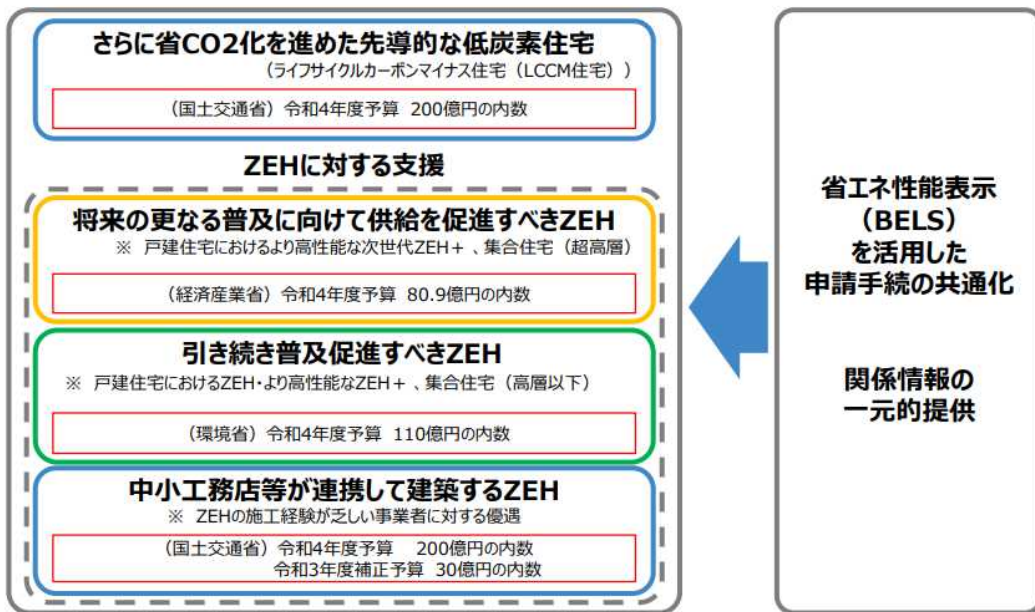 さらに省CO2化を進めた先導的な低炭素住宅
(ライフサイクルカーボンマイナス住宅（LCCM住宅）)
（国土交通省）令和4年度予算 200億円の内数
ZEHに対する支援
将来の更なる普及に向けて供給を促進すべきZEH
※ 戸建住宅におけるより高性能な次世代ZEH＋、集合住宅（超高層）
（経済産業省）令和4年度予算 80.9億円の内数
引き続き普及促進すべきZEH
※ 戸建住宅におけるZEH・より高性能なZEH＋、集合住宅（高層以下）
（環境省）令和4年度予算 110億円の内数
中小工務店等が連携して建築するZEH
※ ZEHの施工経験が乏しい事業者に対する優遇
（国土交通省）令和4年度予算 200億円の内数
令和3年度補正予算 30億円の内数
省エネ性能表示
（BELS）
を活用した
申請手続の共通化
関係情報の
一元的提供